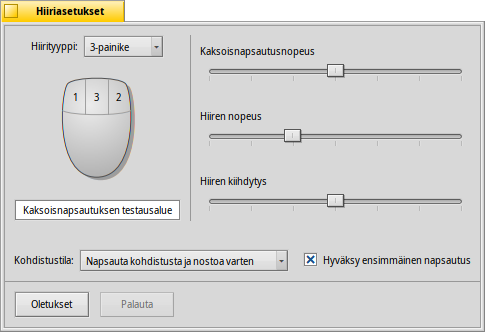 Hiiriasetukset
Hiirityyppi: 3-painike
1 3 2
Kaksoisnapsautuksen testausalue
Kaksoisnapsautusnopeus
Hiiren nopeus
Hiiren kiihdytys
Kohdistustila: Napsauta kohdistusta ja nostoa varten
Hyväksy ensimmäinen napsautus
Oletukset
Palauta